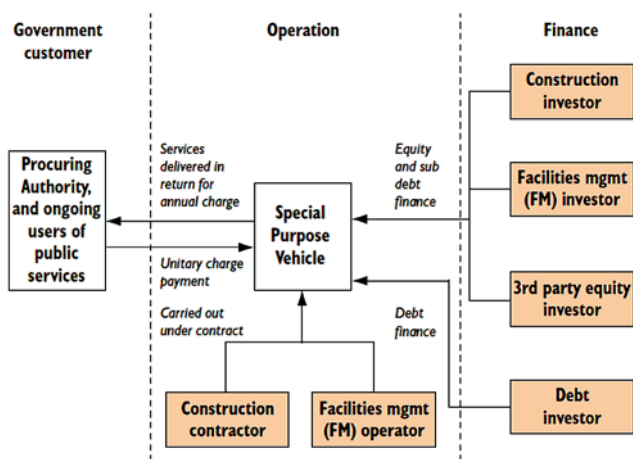 Government
customer
Operation
Finance
Construction
investor
Procuring
Authority,
and ongoing
users of
public
services
Services
delivered in
return for
annual charge
Equity
and sub
debt
finance
Facilities mgmt
(FM) investor
Special
Purpose
Vehicle
Unitary charge
payment
3rd party equity
investor
Carried out
under contract
Debt
finance
Construction
contractor
Facilities mgmt
(FM) operator
Debt
investor